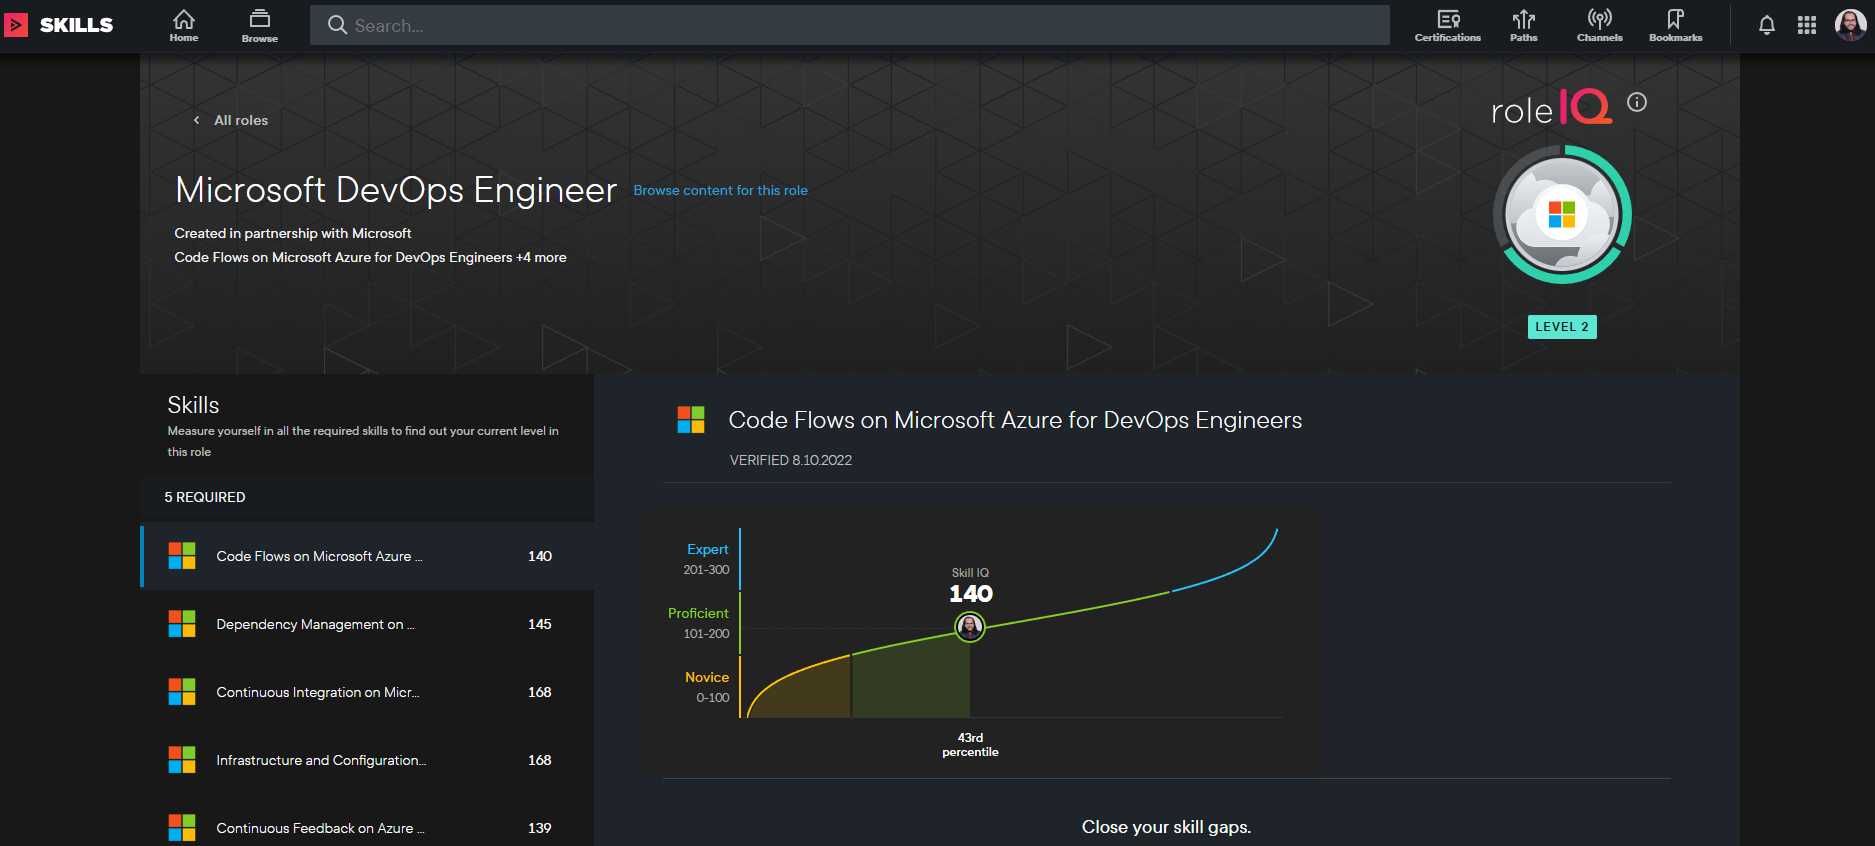 SKILLS
Home
Browse
Search...
Certifications
Paths
Channels
Bookmarks
All roles
role IQ
Microsoft DevOps Engineer
Browse content for this role
Created in partnership with Microsoft
Code Flows on Microsoft Azure for DevOps Engineers +4 more
LEVEL 2
Skills
Measure yourself in all the required skills to find out your current level in
this role
5 REQUIRED
Code Flows on Microsoft Azure ... 140
Dependency Management on ... 145
Continuous Integration on Micr... 168
Infrastructure and Configuration... 168
Continuous Feedback on Azure ... 139
Code Flows on Microsoft Azure for DevOps Engineers
VERIFIED 8.10.2022
Expert
201-300
Proficient
101-200
Novice
0-100
Skill IQ
140
43rd
percentile
Close your skill gaps.